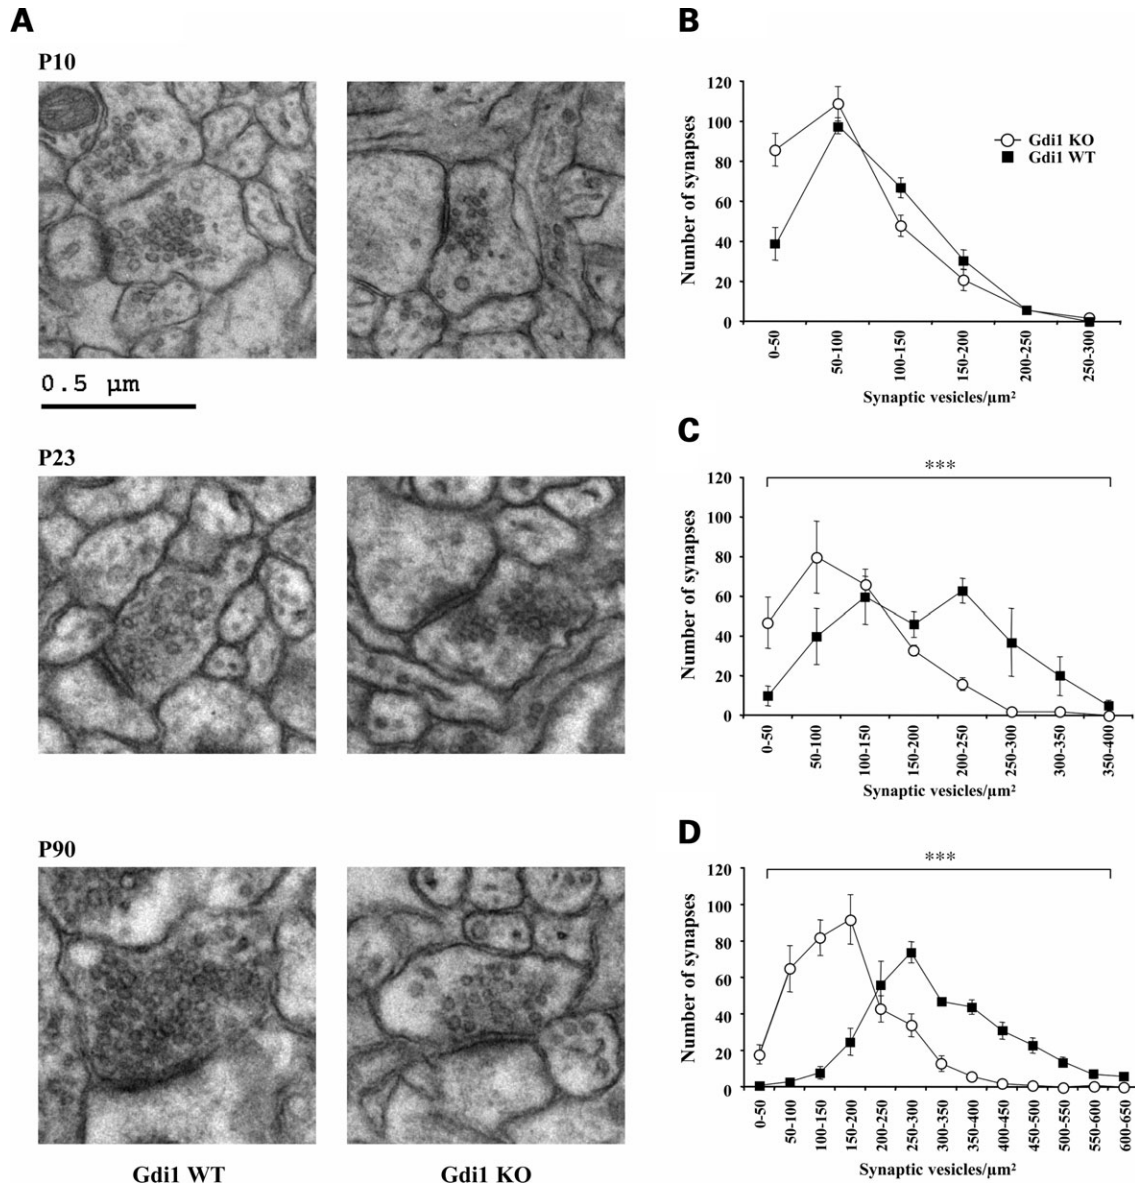 A
P10
0.5 µm
P23
P90
Gdi1 WT
Gdi1 KO
B
120
100
80
60
40
20
0
Number of synapses
Gdi1 KO
Gdi1 WT
0-50
50-100
100-150
150-200
200-250
250-300
Synaptic vesicles/µm²
C
***
120
100
80
60
40
20
0
Number of synapses
0-50
50-100
100-150
150-200
200-250
250-300
300-350
350-400
Synaptic vesicles/µm²
D
***
120
100
80
60
40
20
0
Number of synapses
0-50
50-100
100-150
150-200
200-250
250-300
300-350
350-400
400-450
450-500
500-550
550-600
600-650
Synaptic vesicles/µm²